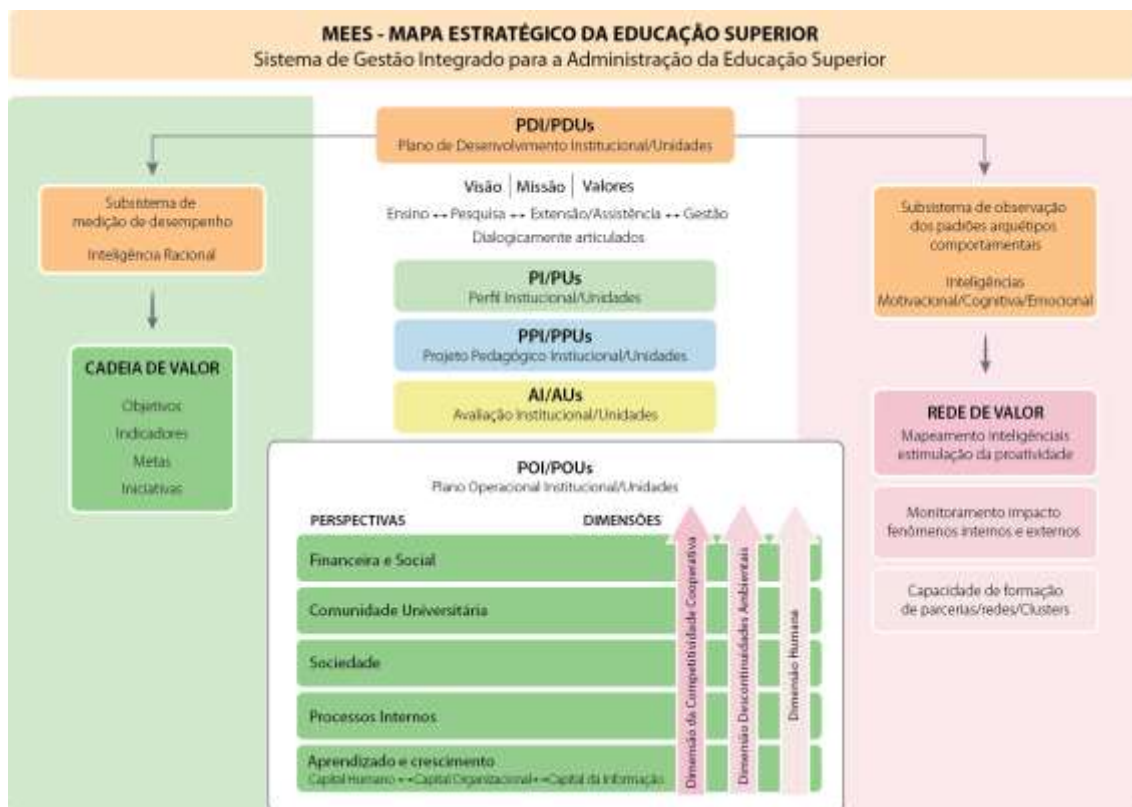 MEES - MAPA ESTRATÉGICO DA EDUCAÇÃO SUPERIOR
Sistema de Gestão Integrado para a Administração da Educação Superior
PDI/PDUs
Plano de Desenvolvimento Institucional/Unidades
Visão | Missão | Valores
Ensino ↔ Pesquisa ↔ Extensão/Assistência ↔ Gestão
Dialogicamente articulados
Subsistema de
medição de desempenho
Inteligência Racional
CADEIA DE VALOR
Objetivos
Indicadores
Metas
Iniciativas
PI/PUs
Perfil Institucional/Unidades
PPI/PPUs
Projeto Pedagógico Instiucional/Unidades
AI/AUs
Avaliação Institucional/Unidades
POI/POUs
Plano Operacional Institucional/Unidades
PERSPECTIVAS
DIMENSÕES
Financeira e Social
Comunidade Universitária
Sociedade
Processos Internos
Aprendizado e crescimento
Capital Humano ↔ Capital Organizacional ↔ Capital da Informação
Dimensão da Competitividade Cooperativa
Dimensão Descontinuidades Ambientais
Dimensão Humana
Subsistema de observação
dos padrões arquétipos
comportamentais
Inteligências
Motivacional/Cognitiva/Emocional
REDE DE VALOR
Mapeamento inteligênciais
estimulação da proatividade
Monitoramento impacto
fenômenos internos e externos
Capacidade de formação
de parcerias/redes/Clusters